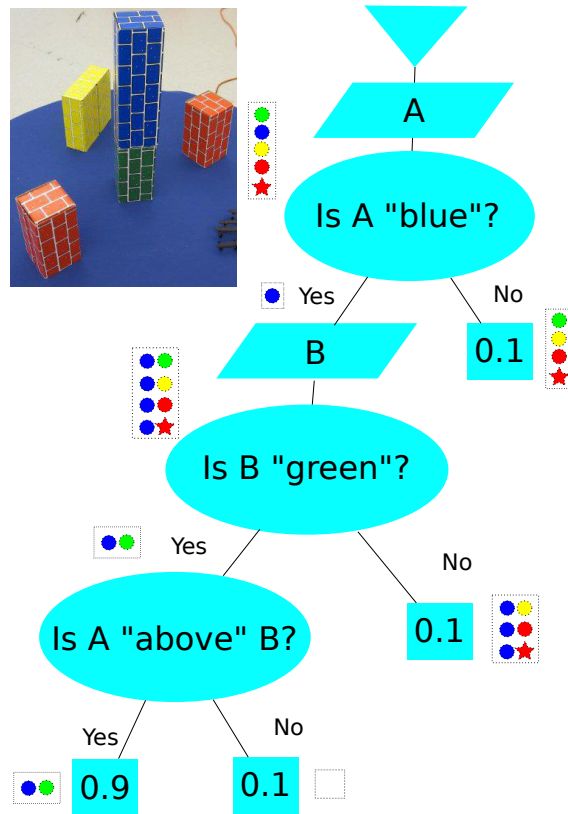 A
Is A "blue"?
Yes
No
B
0.1
Is B "green"?
Yes
No
0.1
Is A "above" B?
Yes
No
0.9
0.1